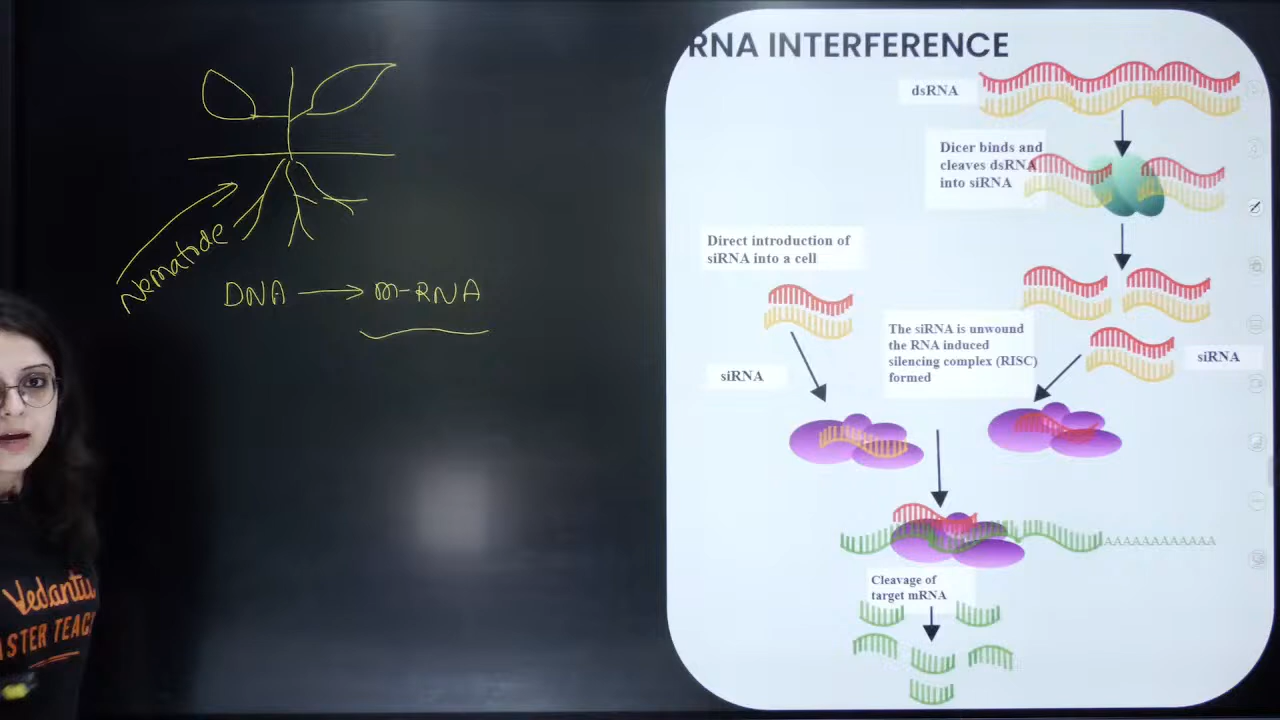 RNA INTERFERENCE
dsRNA
Dicer binds and
cleaves dsRNA
into siRNA
Direct introduction of
siRNA into a cell
The siRNA is unwound
the RNA induced
silencing complex (RISC)
formed
siRNA
siRNA
AAAAAAAAAAAA
Cleavage of
target mRNA
Nematode
DNA → m-RNA
Vedantu
ASTER TEAC